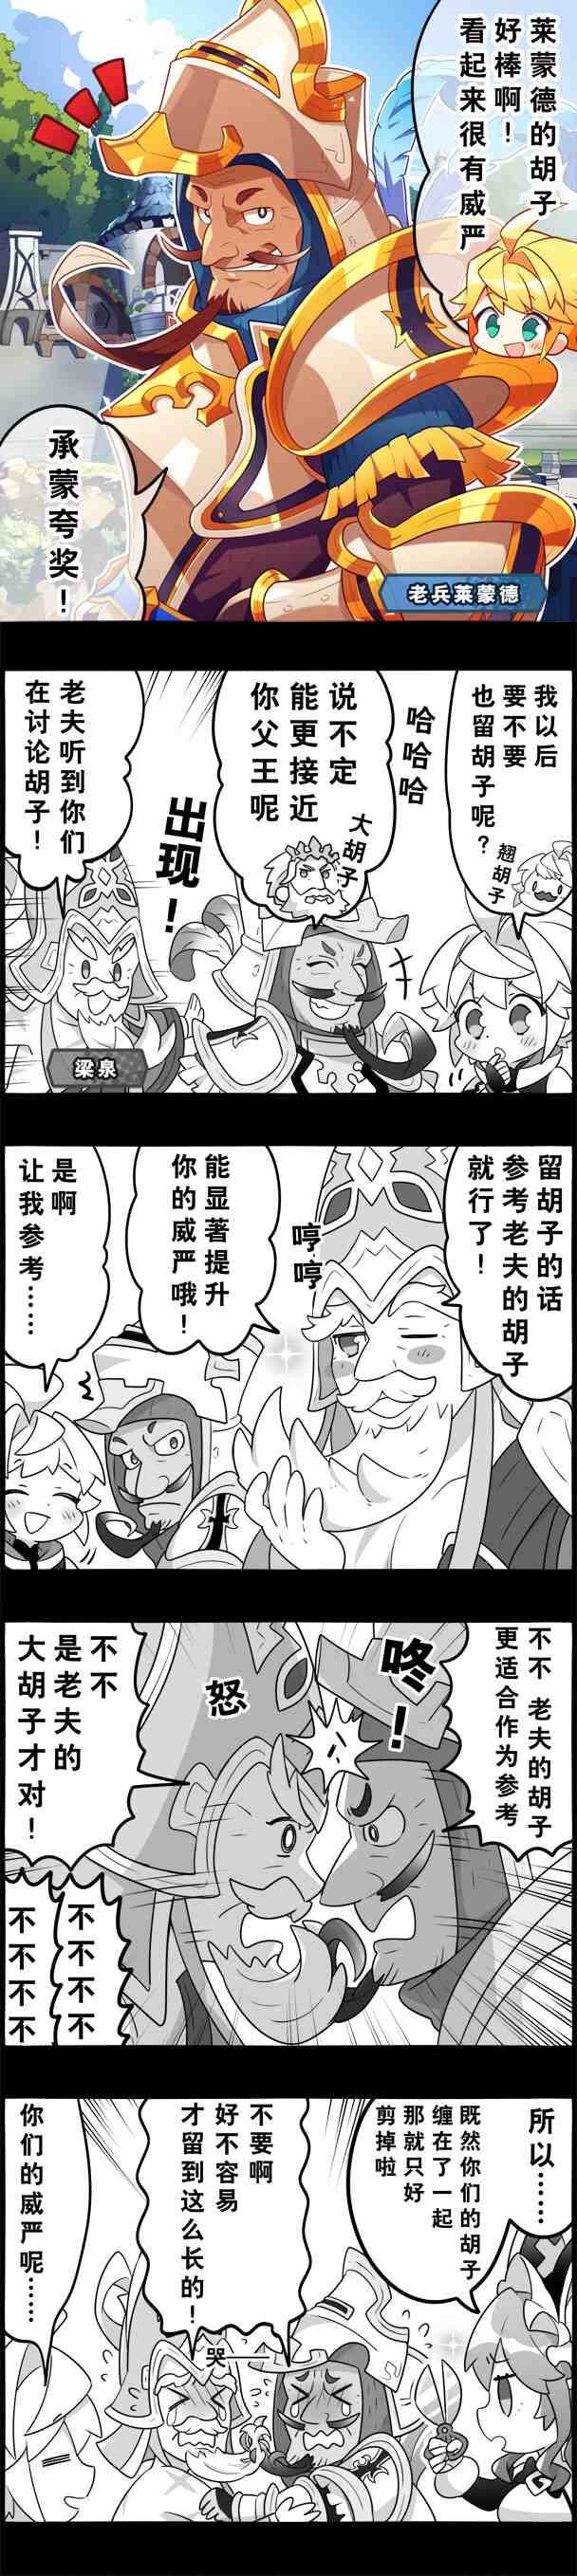 莱蒙德的胡子
好棒啊！
看起来很有威严
承蒙夸奖！
老兵莱蒙德
我以后
要不要
也留胡子呢？
翘胡子
哈哈哈
说不定
能更接近
你父王呢
大胡子
出现！
老夫听到你们
在讨论胡子！
梁泉
留胡子的话
参考老夫的胡子
就行了！
哼哼
能显著提升
你的威严哦！
是啊
让我参考……
不不 老夫的胡子
更适合作为参考
咚！
怒
不不
是老夫的
大胡子才对！
不不不不
不不不不
所以……
既然你们的胡子
缠在了一起
那就只好
剪掉啦
不要啊
好不容易
才留到这么长的！
哭——
你们的威严呢……